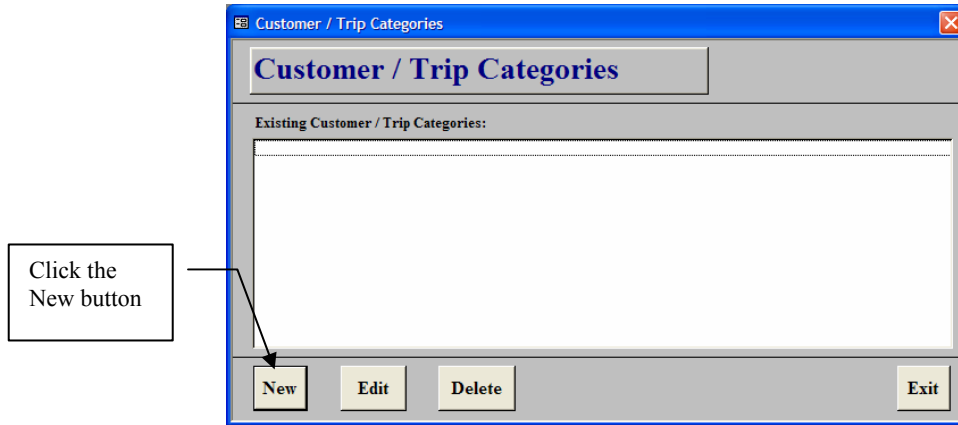 Customer / Trip Categories
Customer / Trip Categories
Existing Customer / Trip Categories:
Click the
New button
New Edit Delete Exit